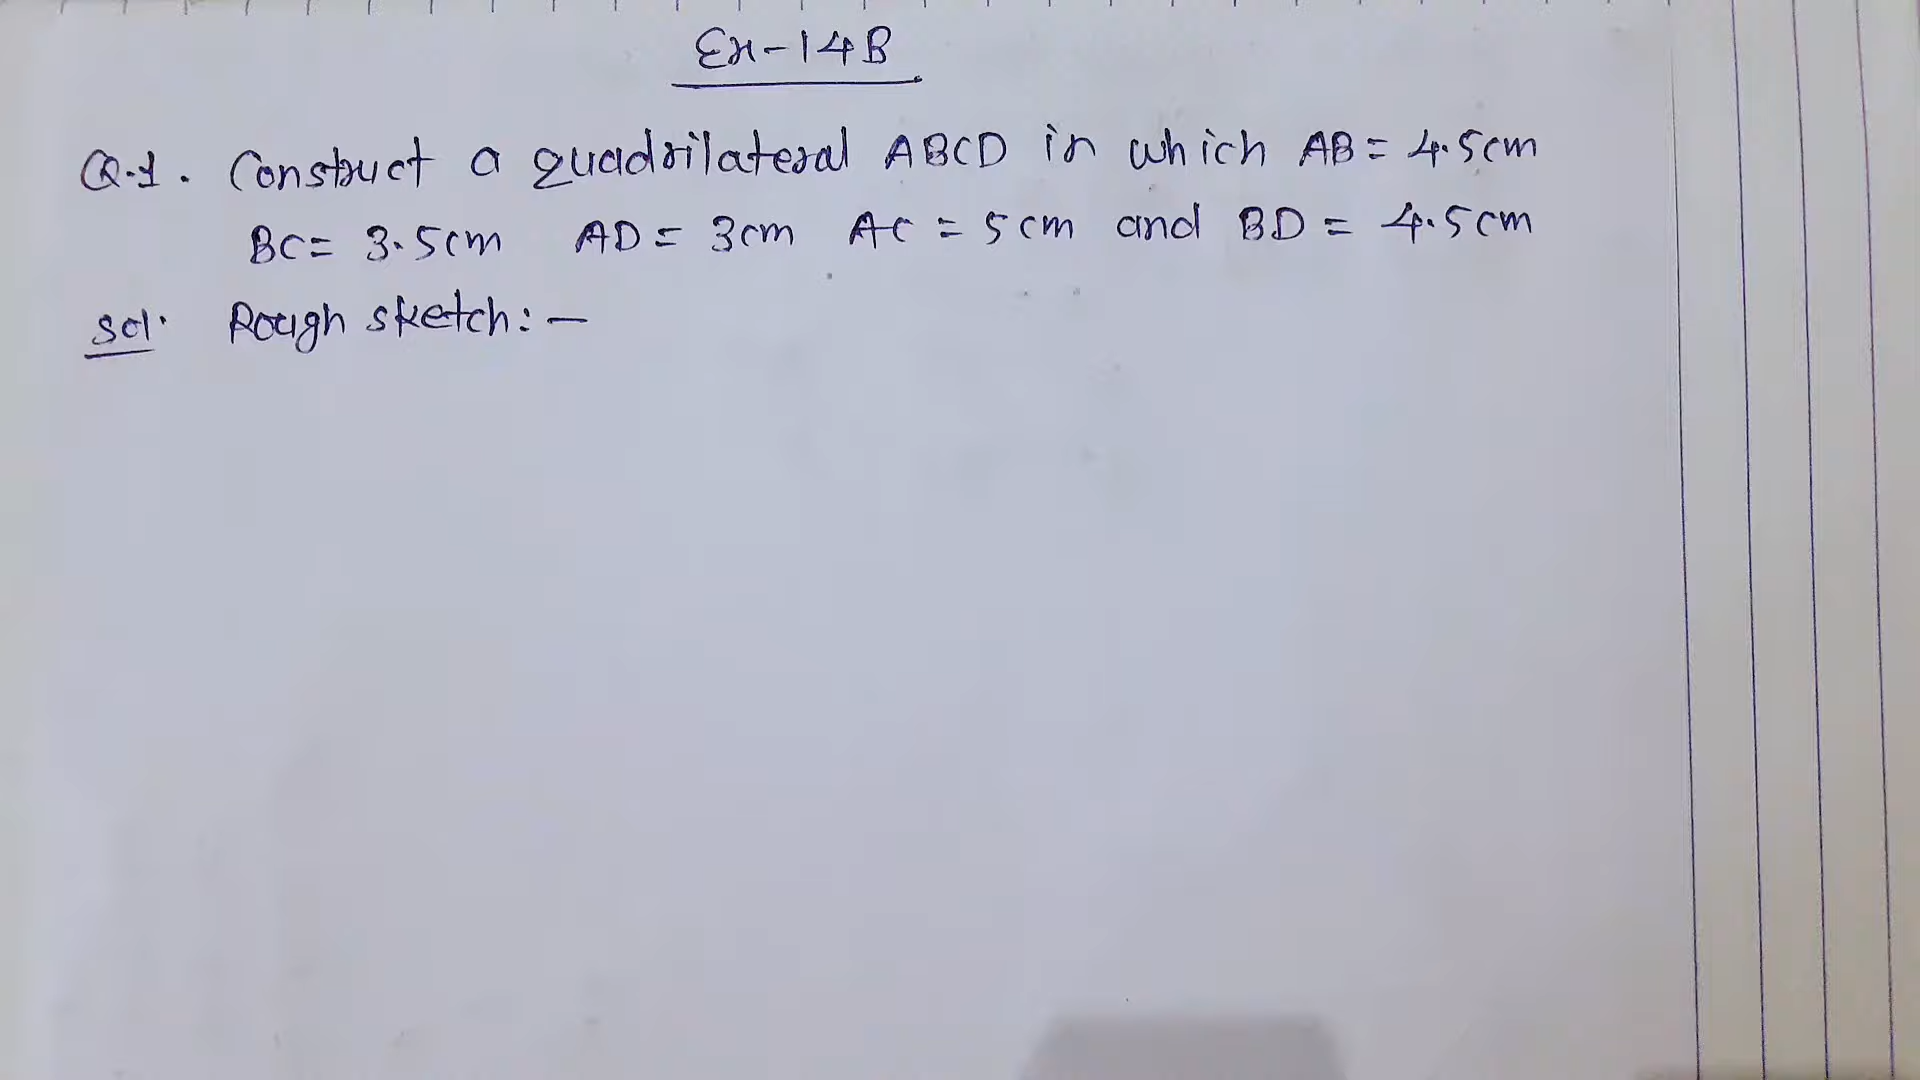 Ex-14B
Q.1. Construct a quadrilateral ABCD in which AB = 4.5cm
BC = 3.5cm AD = 3cm AC = 5cm and BD = 4.5cm
Sol. Rough sketch:-